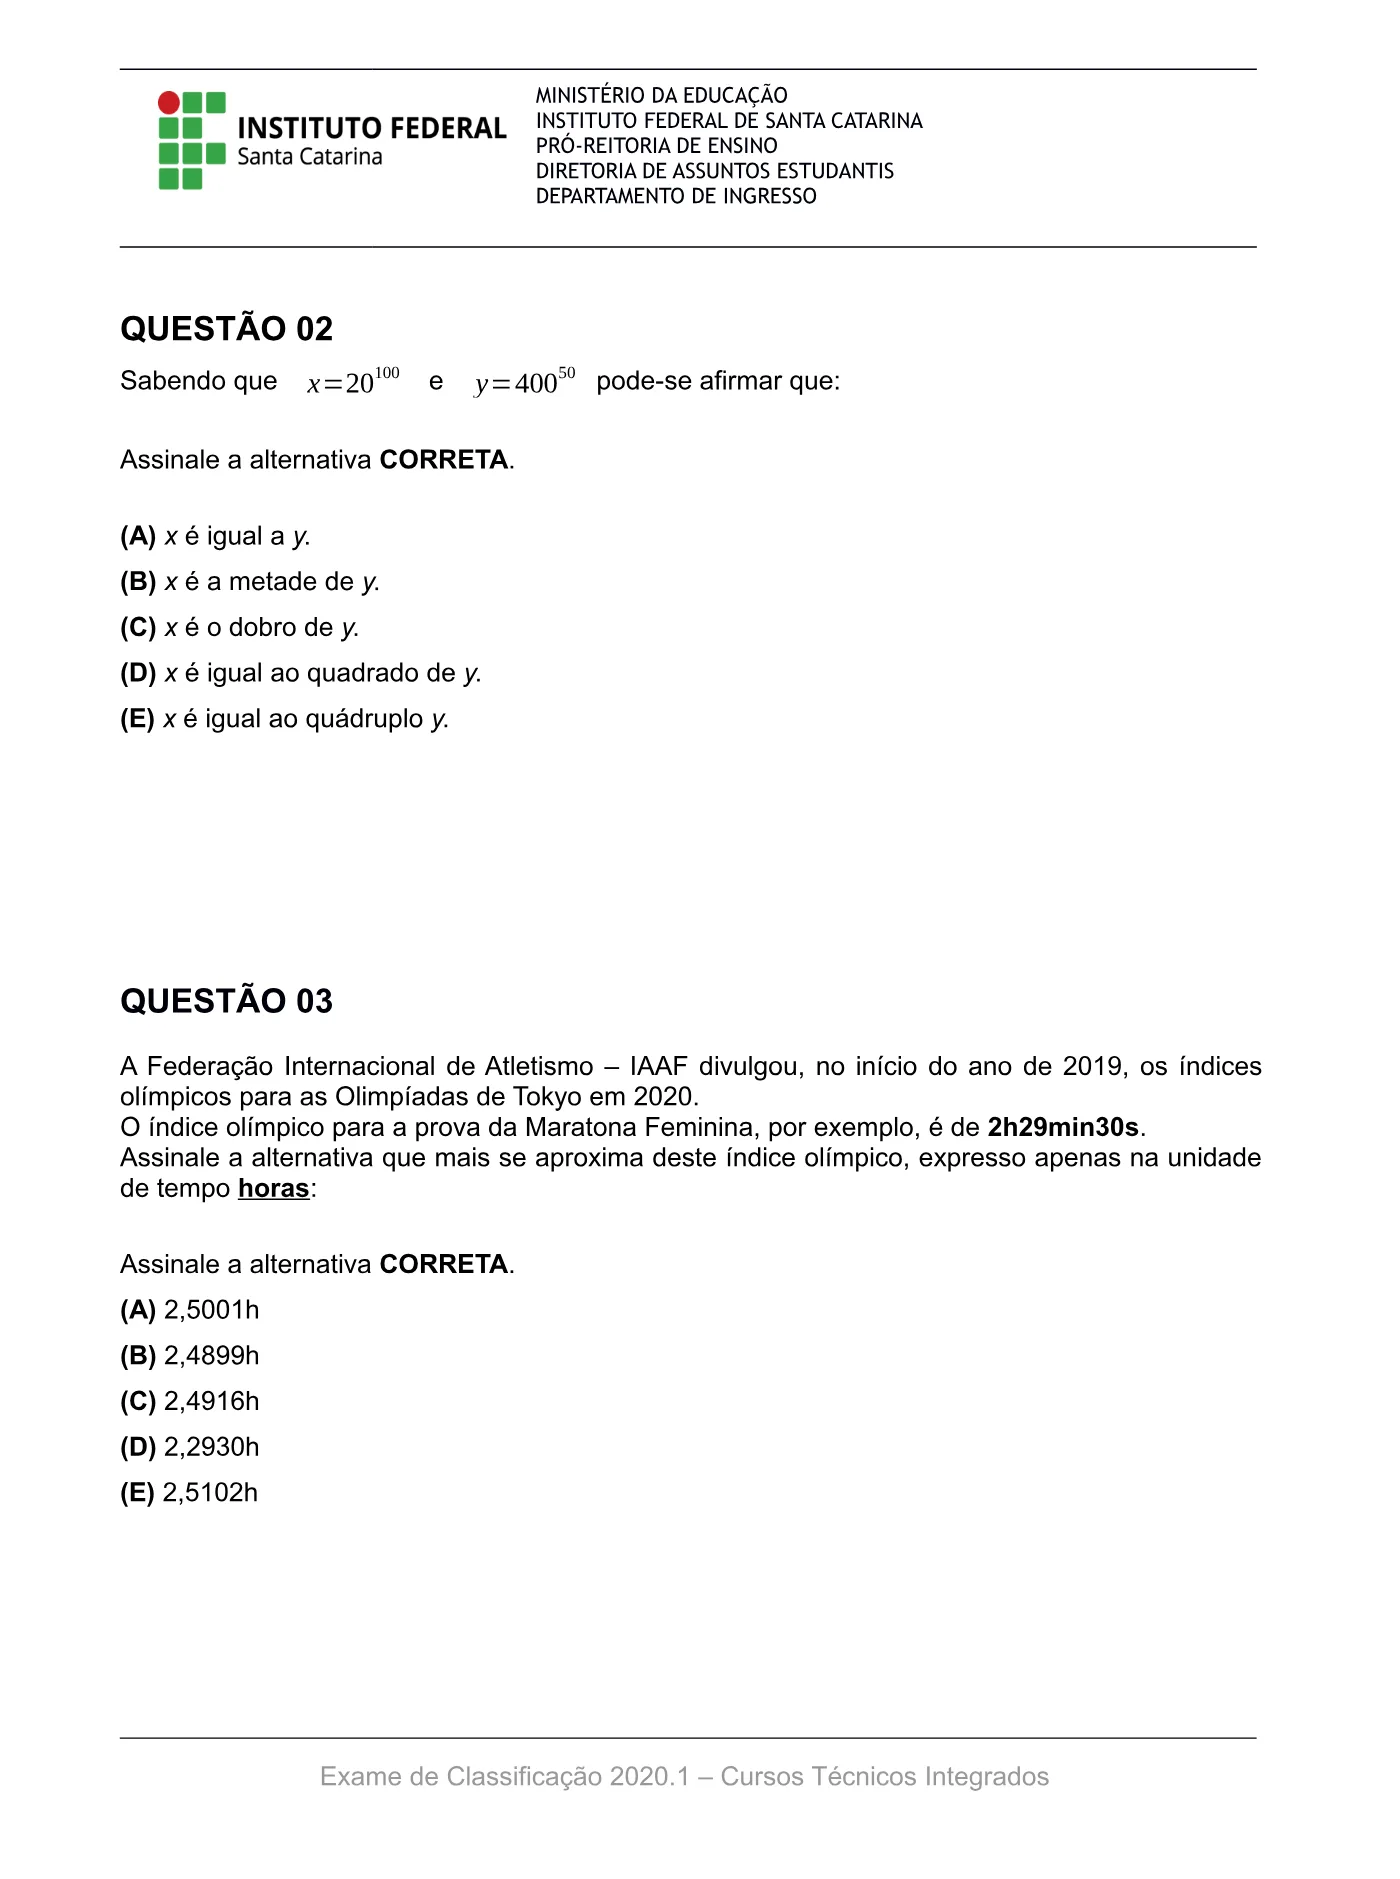 INSTITUTO FEDERAL
Santa Catarina
MINISTÉRIO DA EDUCAÇÃO
INSTITUTO FEDERAL DE SANTA CATARINA
PRÓ-REITORIA DE ENSINO
DIRETORIA DE ASSUNTOS ESTUDANTIS
DEPARTAMENTO DE INGRESSO
QUESTÃO 02
Sabendo que x=20^100 e y=400^50 pode-se afirmar que:
Assinale a alternativa CORRETA.
(A) x é igual a y.
(B) x é a metade de y.
(C) x é o dobro de y.
(D) x é igual ao quadrado de y.
(E) x é igual ao quádruplo y.
QUESTÃO 03
A Federação Internacional de Atletismo – IAAF divulgou, no início do ano de 2019, os índices
olímpicos para as Olimpíadas de Tokyo em 2020.
O índice olímpico para a prova da Maratona Feminina, por exemplo, é de 2h29min30s.
Assinale a alternativa que mais se aproxima deste índice olímpico, expresso apenas na unidade
de tempo horas:
Assinale a alternativa CORRETA.
(A) 2,5001h
(B) 2,4899h
(C) 2,4916h
(D) 2,2930h
(E) 2,5102h
Exame de Classificação 2020.1 – Cursos Técnicos Integrados